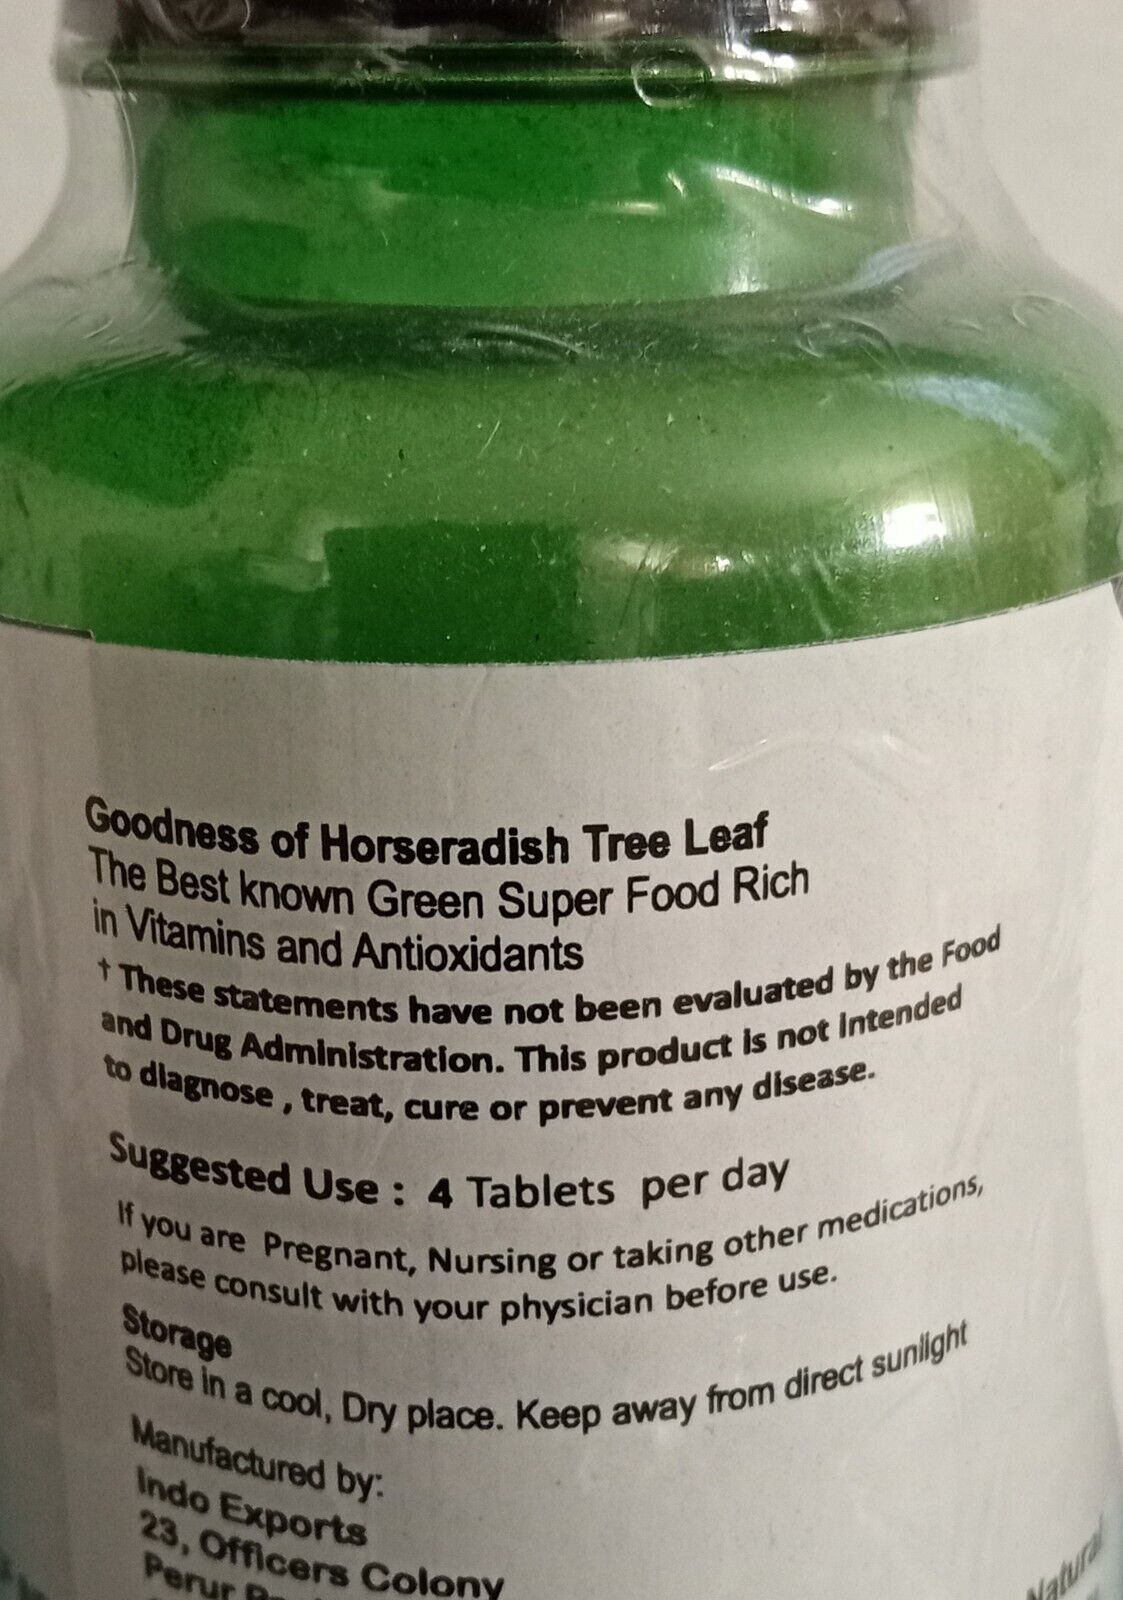 Goodness of Horseradish Tree Leaf
The Best known Green Super Food Rich
in Vitamins and Antioxidants
† These statements have not been evaluated by the Food
and Drug Administration. This product is not intended
to diagnose , treat, cure or prevent any disease.
Suggested Use : 4 Tablets per day
If you are Pregnant, Nursing or taking other medications,
please consult with your physician before use.
Storage
Store in a cool, Dry place. Keep away from direct sunlight
Manufactured by:
Indo Exports
23, Officers Colony
Perur
Natural